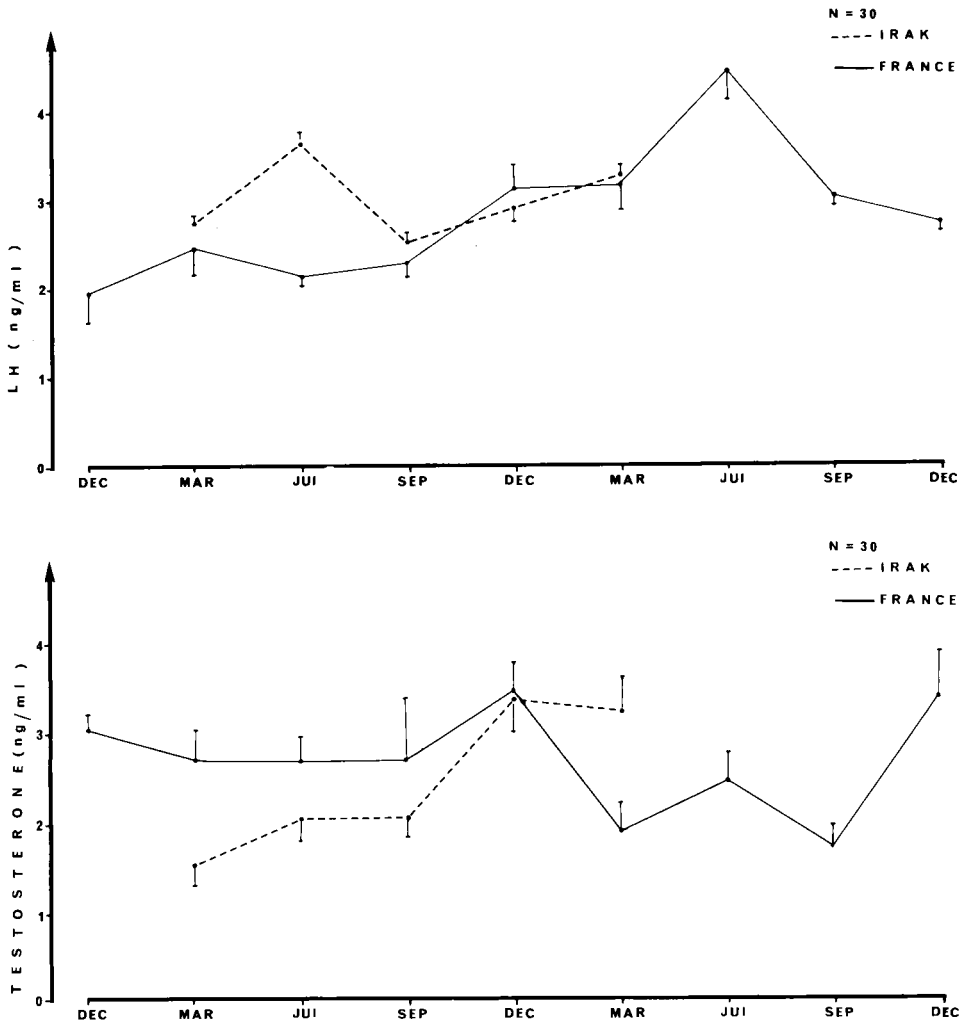 N = 30
IRAK
FRANCE
LH (ng/ml)
4
3
2
1
0
DEC MAR JUI SEP DEC MAR JUI SEP DEC
N = 30
IRAK
FRANCE
TESTOSTERONE (ng/ml)
4
3
2
1
0
DEC MAR JUI SEP DEC MAR JUI SEP DEC